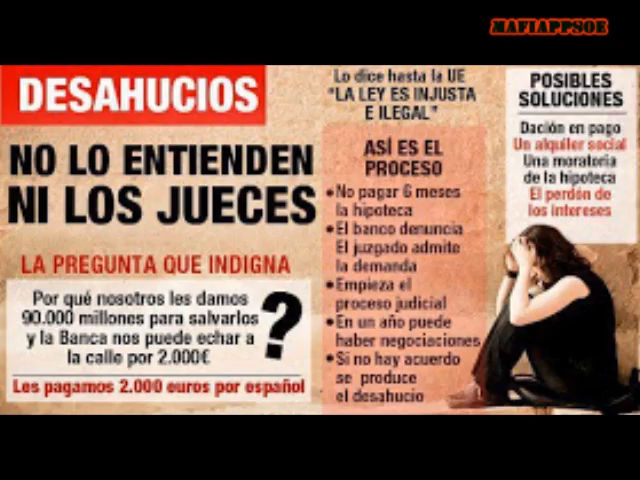 MAFIAPPSOE
DESAHUCIOS
NO LO ENTIENDEN
NI LOS JUECES
LA PREGUNTA QUE INDIGNA
Por qué nosotros les damos
90.000 millones para salvarlos
y la Banca nos puede echar a
la calle por 2.000€
?
Les pagamos 2.000 euros por español
Lo dice hasta la UE
"LA LEY ES INJUSTA
E ILEGAL"
ASÍ ES EL
PROCESO
•No pagar 6 meses
la hipoteca
•El banco denuncia
El juzgado admite
la demanda
•Empieza el
proceso judicial
•En un año puede
haber negociaciones
•Si no hay acuerdo
se produce
el desahucio
POSIBLES
SOLUCIONES
Dación en pago
Un alquiler social
Una moratoria
de la hipoteca
El perdón de
los intereses